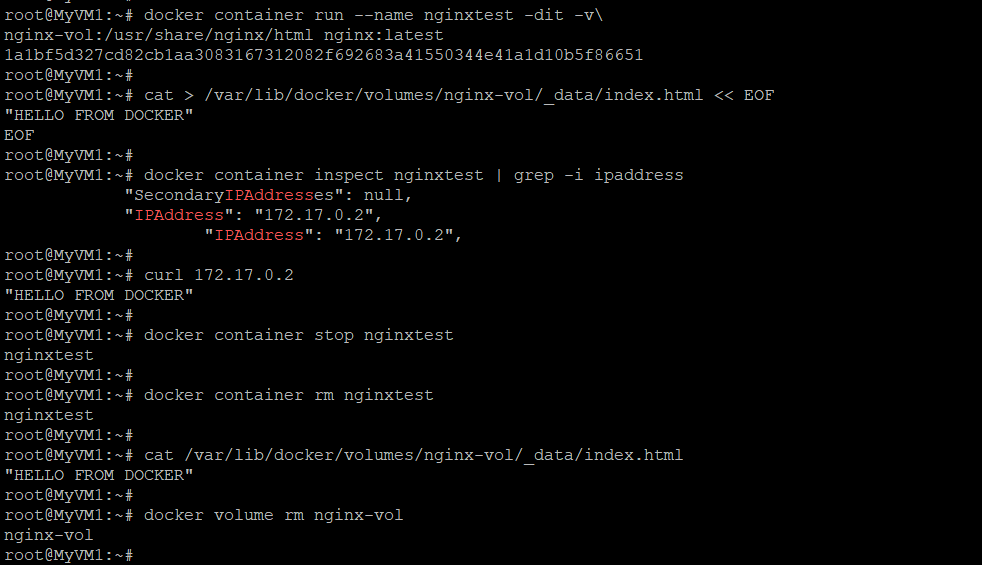 root@MyVM1:~# docker container run --name nginxtest -dit -v\
nginx-vol:/usr/share/nginx/html nginx:latest
1a1bf5d327cd82cb1aa3083167312082f692683a41550344e41a1d10b5f86651
root@MyVM1:~#
root@MyVM1:~# cat > /var/lib/docker/volumes/nginx-vol/_data/index.html << EOF
"HELLO FROM DOCKER"
EOF
root@MyVM1:~#
root@MyVM1:~# docker container inspect nginxtest | grep -i ipaddress
            "SecondaryIPAddresses": null,
            "IPAddress": "172.17.0.2",
                    "IPAddress": "172.17.0.2",
root@MyVM1:~#
root@MyVM1:~# curl 172.17.0.2
"HELLO FROM DOCKER"
root@MyVM1:~#
root@MyVM1:~# docker container stop nginxtest
nginxtest
root@MyVM1:~#
root@MyVM1:~# docker container rm nginxtest
nginxtest
root@MyVM1:~#
root@MyVM1:~# cat /var/lib/docker/volumes/nginx-vol/_data/index.html
"HELLO FROM DOCKER"
root@MyVM1:~#
root@MyVM1:~# docker volume rm nginx-vol
nginx-vol
root@MyVM1:~#